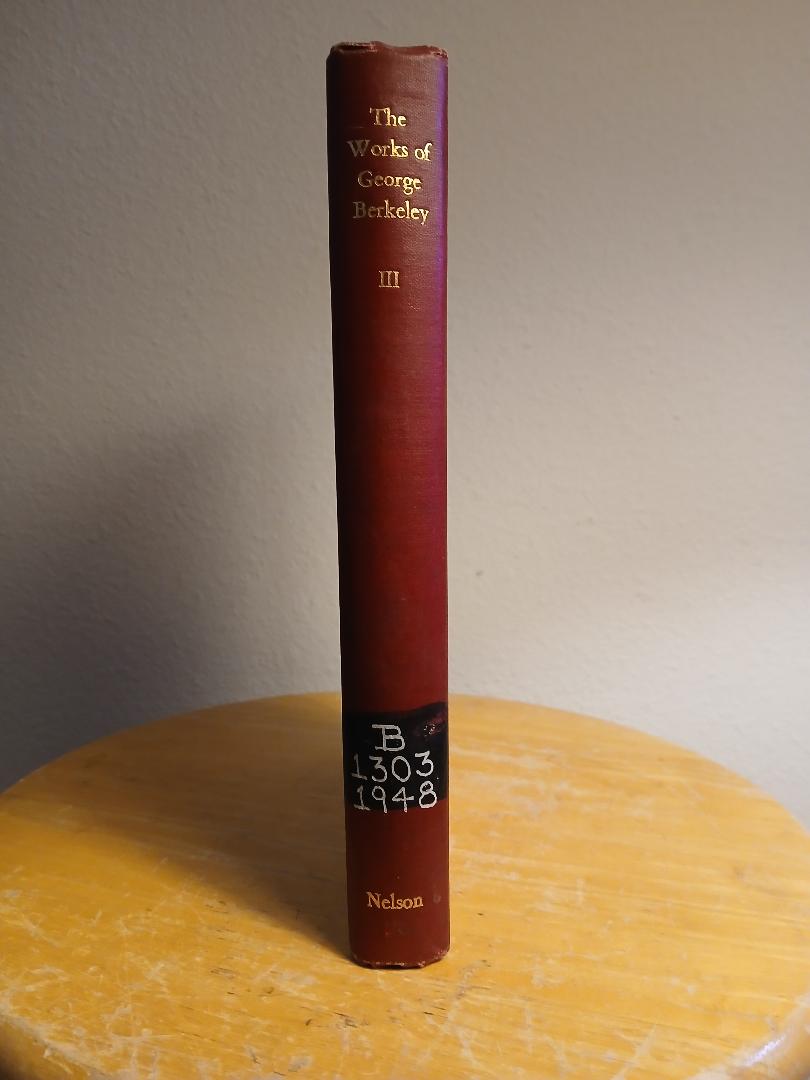 The
Works of
George
Berkeley
III
B
1303
1948
Nelson